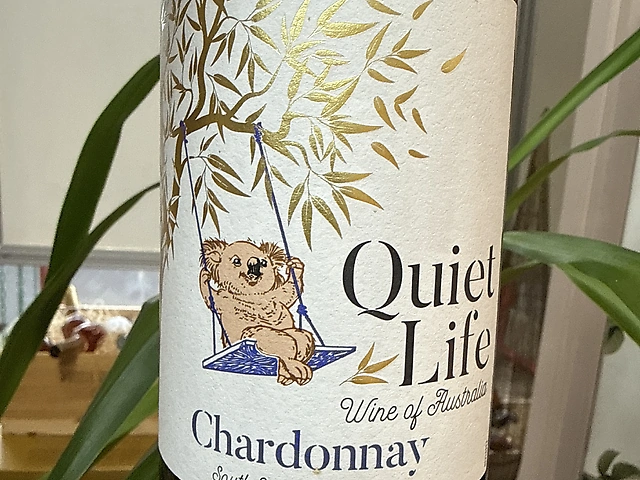 Quiet
Life
Wine of Australia
Chardonnay